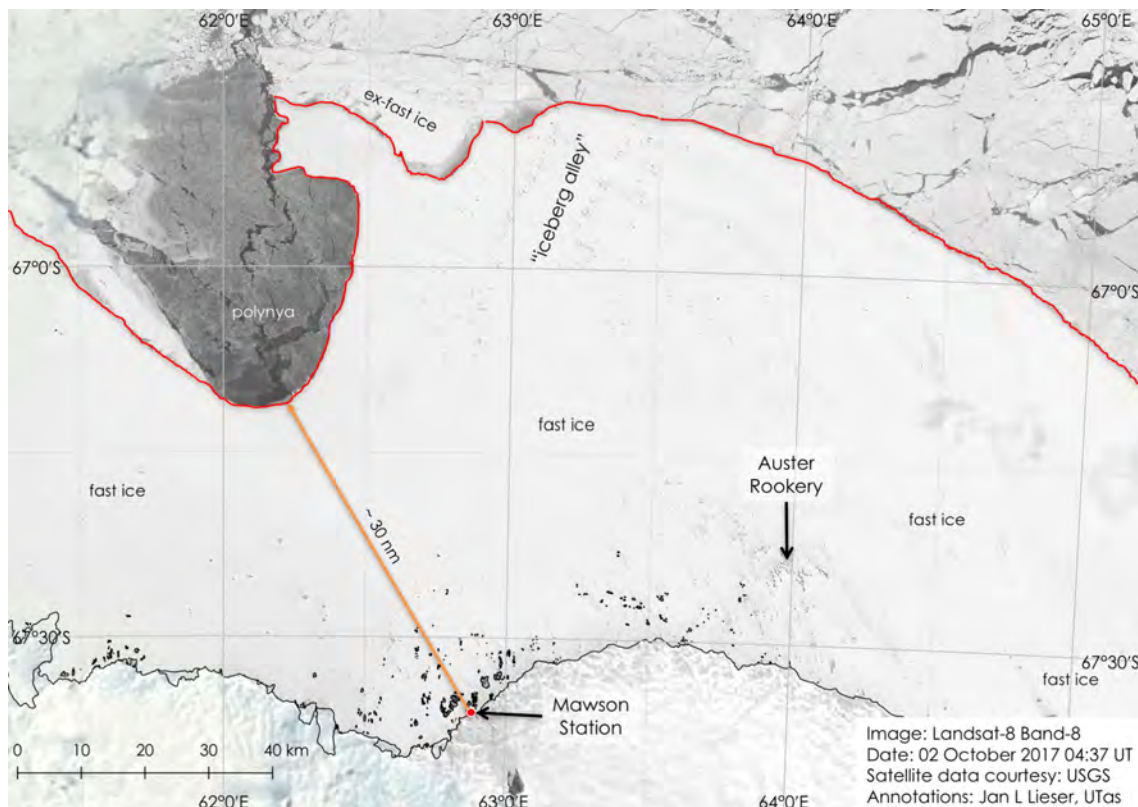 62°0'E
63°0'E
64°0'E
65°0'E
ex-fast ice
"iceberg alley"
67°0'S
67°0'S
polynya
fast ice
Auster
Rookery
fast ice
fast ice
~ 30 nm
67°30'S
67°30'S
fast ice
Mawson
Station
0 10 20 30 40 km
Image: Landsat-8 Band-8
Date: 02 October 2017 04:37 UT
Satellite data courtesy: USGS
Annotations: Jan L Lieser, UTas
62°0'E
63°0'E
64°0'E